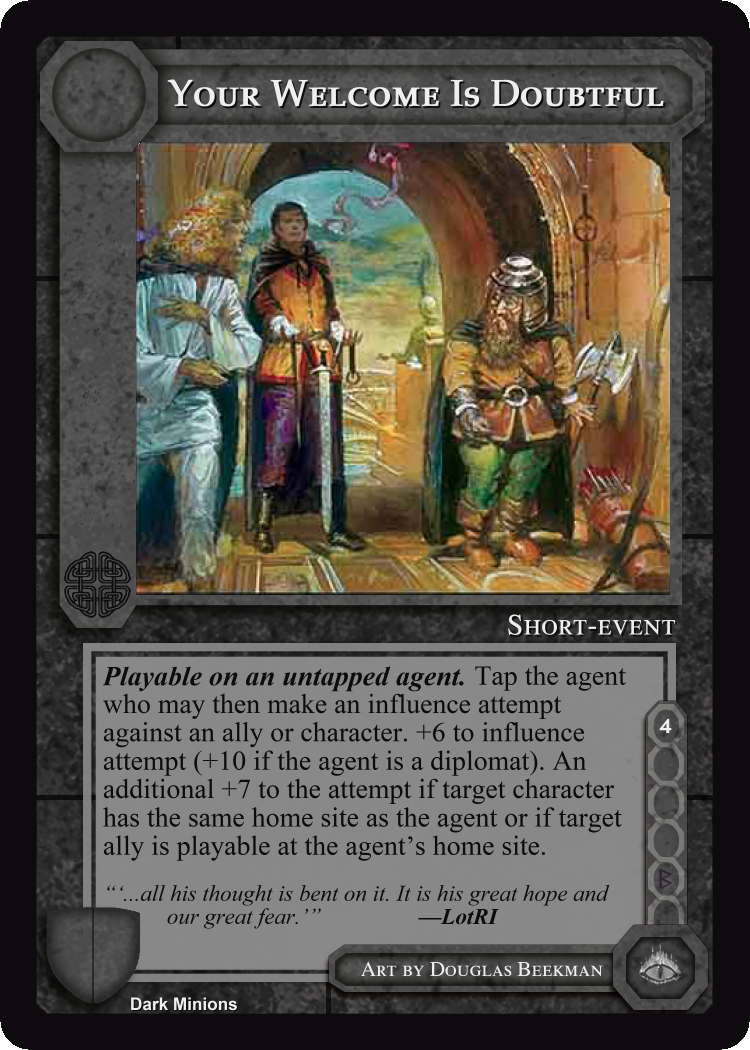 Your Welcome Is Doubtful
Short-event
Playable on an untapped agent. Tap the agent
who may then make an influence attempt
against an ally or character. +6 to influence
attempt (+10 if the agent is a diplomat). An
additional +7 to the attempt if target character
has the same home site as the agent or if target
ally is playable at the agent's home site.
4
B
“‘...all his thought is bent on it. It is his great hope and
our great fear.’” —LotRI
Art by Douglas Beekman
Dark Minions